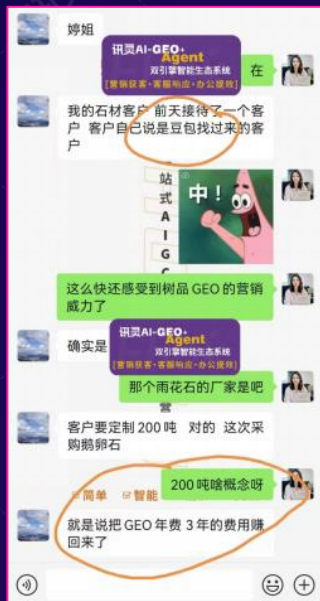 婷姐
讯灵AI-GEO+
Agent
双引擎智能生态系统
[营销获客·客服响应·办公提效]
在
我的石材客户 前天接待了一个客
户 客户自己说是豆包找过来的客
户
站
式
A
I
G
中！
这么快还感受到树品 GEO 的营销
威力了
确实是
讯灵AI-GEO+
Agent
双引擎智能生态系统
[营销获客·客服响应·办公提效]
那个雨花石的厂家是吧
营
客户要定制 200 吨 对的 这次采
购鹅卵石
200 吨啥概念呀
简单 智能
就是说把 GEO 年费 3 年的费用赚
回来了